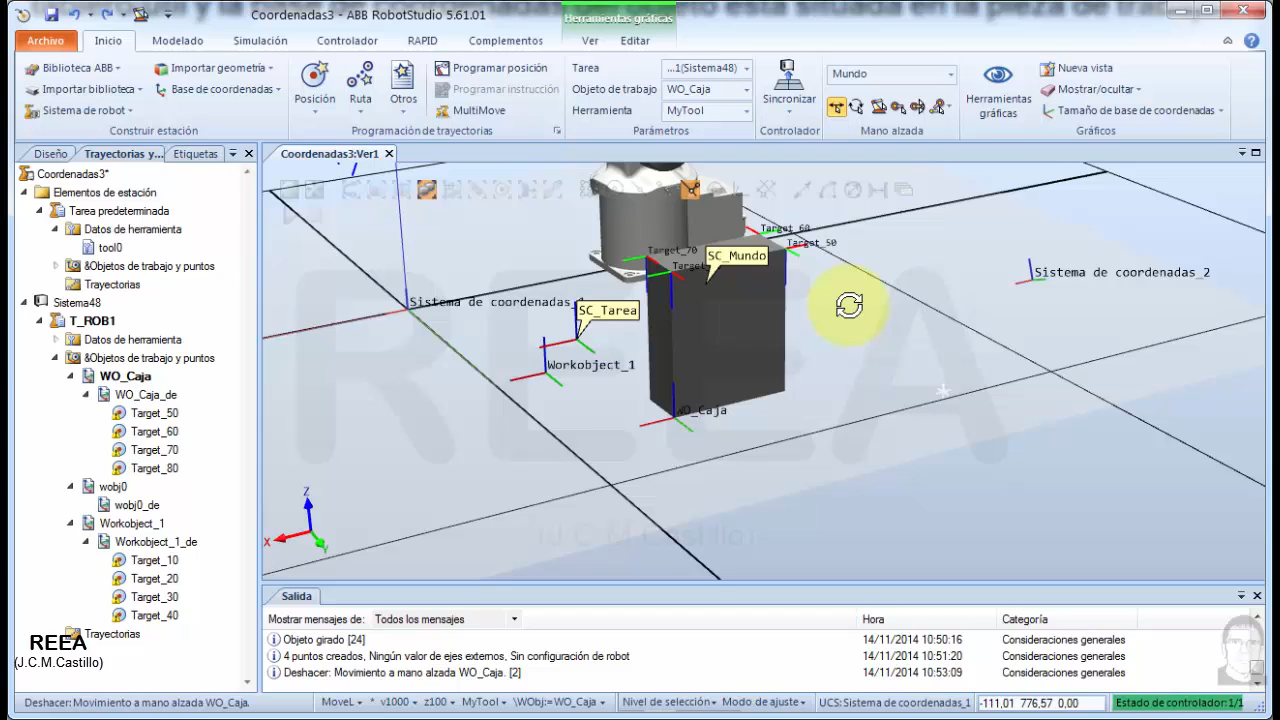 Coordenadas3 - ABB RobotStudio 5.61.01
Herramientas gráficas
Archivo Inicio Modelado Simulación Controlador RAPID Complementos Ver Editar
Biblioteca ABB
Importar biblioteca
Sistema de robot
Importar geometría
Base de coordenadas
Construir estación
Posición
Ruta
Otros
Programar posición
Programar instrucción
MultiMove
Programación de trayectorias
Tarea ...1(Sistema48)
Objeto de trabajo WO_Caja
Herramienta MyTool
Parámetros
Sincronizar
Controlador
Mundo
Mano alzada
Herramientas gráficas
Nueva vista
Mostrar/ocultar
Tamaño de base de coordenadas
Gráficos
Diseño Trayectorias y... Etiquetas
Coordenadas3:Ver1
Coordenadas3*
Elementos de estación
Tarea predeterminada
Datos de herramienta
tool0
&Objetos de trabajo y puntos
Trayectorias
Sistema48
T_ROB1
Datos de herramienta
&Objetos de trabajo y puntos
WO_Caja
WO_Caja_de
Target_50
Target_60
Target_70
Target_80
wobj0
wobj0_de
Workobject_1
Workobject_1_de
Target_10
Target_20
Target_30
Target_40
Trayectorias
REEA
(J.C.M.Castillo)
Target_60
Target_50
Target_70
Target
SC_Mundo
Sistema de coordenadas_2
Sistema de coordenadas_
SC_Tarea
Workobject_1
WO_Caja
REEA
(J.C.M.Castillo)
Z
X
Y
Salida
Mostrar mensajes de: Todos los mensajes Hora Categoría
Objeto girado [24] 14/11/2014 10:50:16 Consideraciones generales
4 puntos creados, Ningún valor de ejes externos, Sin configuración de robot 14/11/2014 10:51:20 Consideraciones generales
Deshacer: Movimiento a mano alzada WO_Caja. [2] 14/11/2014 10:53:09 Consideraciones generales
Deshacer: Movimiento a mano alzada WO_Caja. MoveL * v1000 z100 MyTool \WObj:=WO_Caja Nivel de selección Modo de ajuste UCS: Sistema de coordenadas_1 -111,01 776,57 0,00 Estado de controlador: 1/1